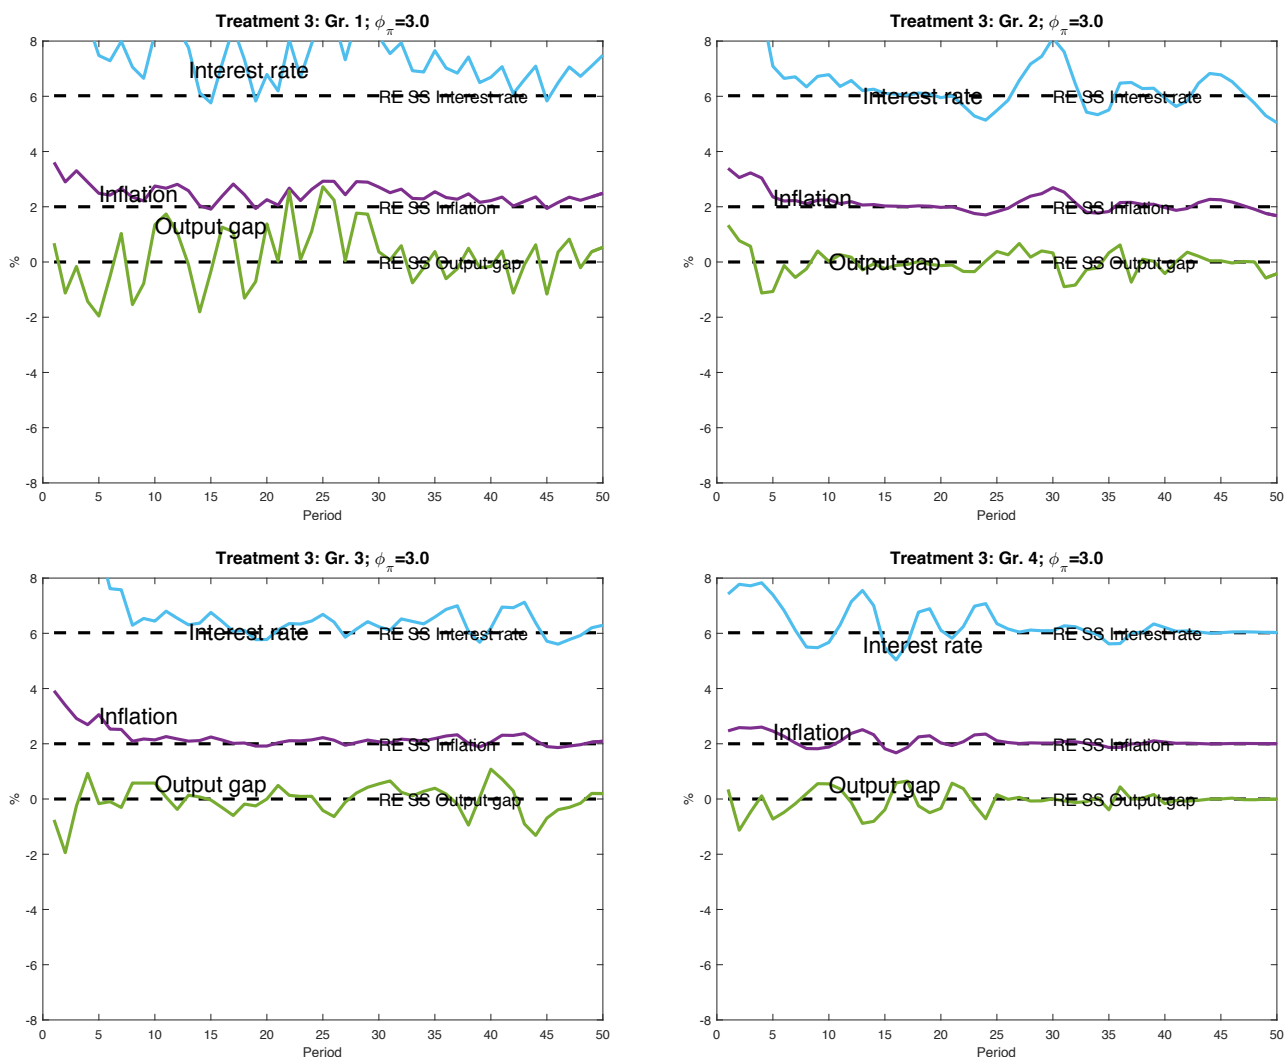 Treatment 3: Gr. 1; ϕ_π=3.0
8
6
4
2
0
-2
-4
-6
-8
%
Interest rate
RE SS Interest rate
Inflation
RE SS Inflation
Output gap
RE SS Output gap
0 5 10 15 20 25 30 35 40 45 50
Period
Treatment 3: Gr. 2; ϕ_π=3.0
8
6
4
2
0
-2
-4
-6
-8
%
Interest rate
RE SS Interest rate
Inflation
RE SS Inflation
Output gap
RE SS Output gap
0 5 10 15 20 25 30 35 40 45 50
Period
Treatment 3: Gr. 3; ϕ_π=3.0
8
6
4
2
0
-2
-4
-6
-8
%
Interest rate
RE SS Interest rate
Inflation
RE SS Inflation
Output gap
RE SS Output gap
0 5 10 15 20 25 30 35 40 45 50
Period
Treatment 3: Gr. 4; ϕ_π=3.0
8
6
4
2
0
-2
-4
-6
-8
%
Interest rate
RE SS Interest rate
Inflation
RE SS Inflation
Output gap
RE SS Output gap
0 5 10 15 20 25 30 35 40 45 50
Period